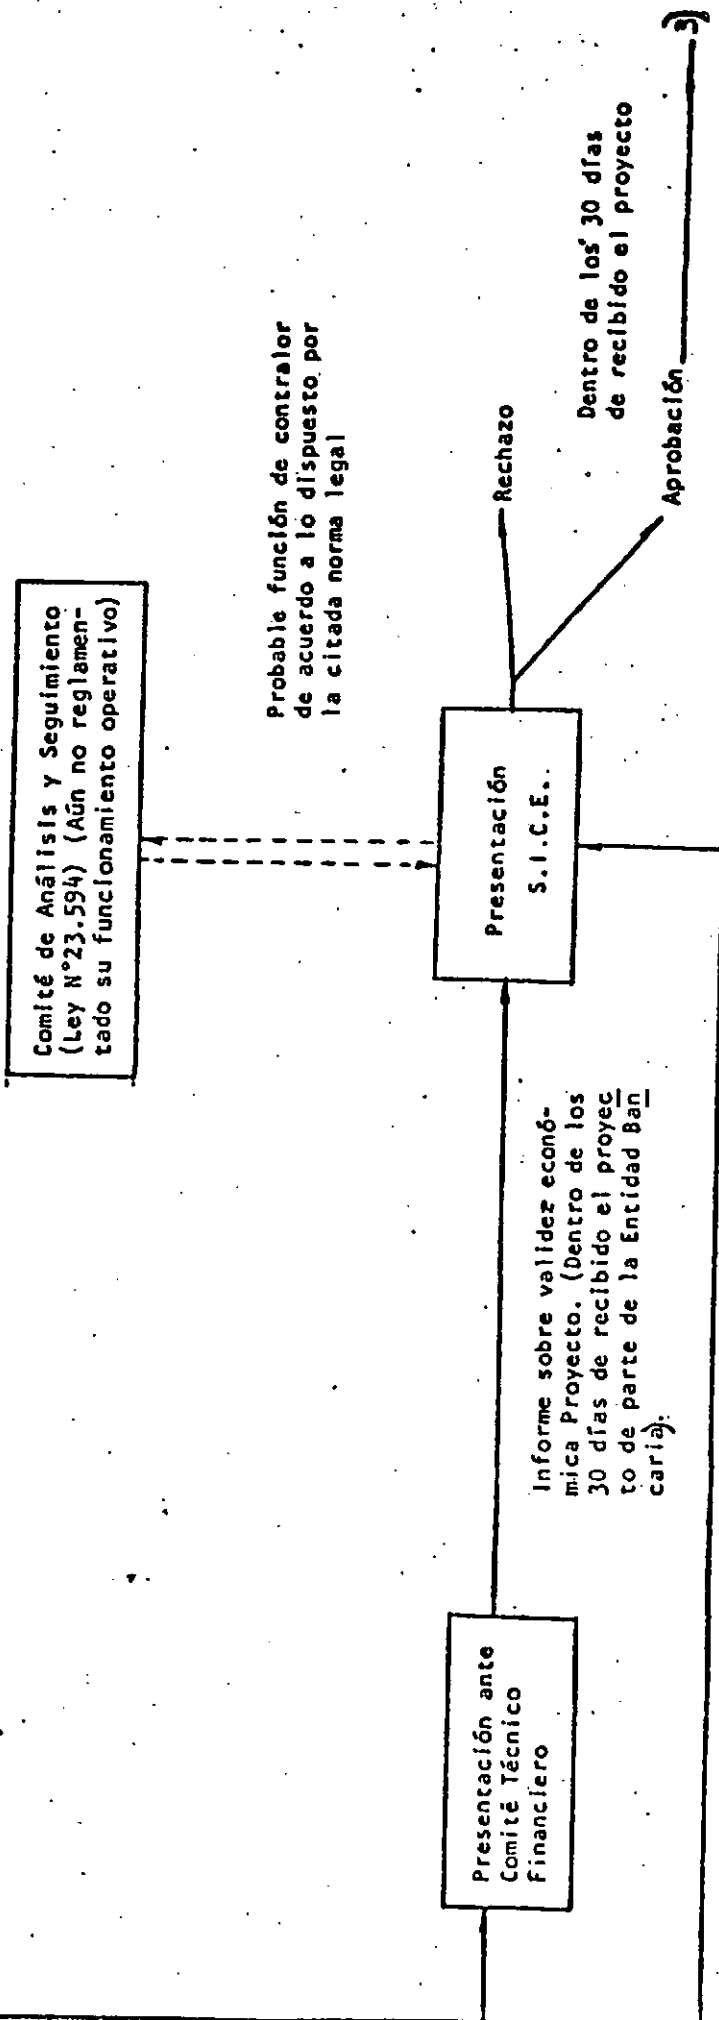 Comité de Análisis y Seguimiento
(Ley N°23.594) (Aún no reglamen-
tado su funcionamiento operativo)
Probable función de contralor
de acuerdo a lo dispuesto por
la citada norma legal
Presentación ante
Comité Técnico
Financiero
Informe sobre validez econó-
mica Proyecto. (Dentro de los
30 días de recibido el proyec
to de parte de la Entidad Ban
caria).
Presentación
S.I.C.E..
Rechazo
Dentro de los 30 días
de recibido el proyecto
Aprobación
3)